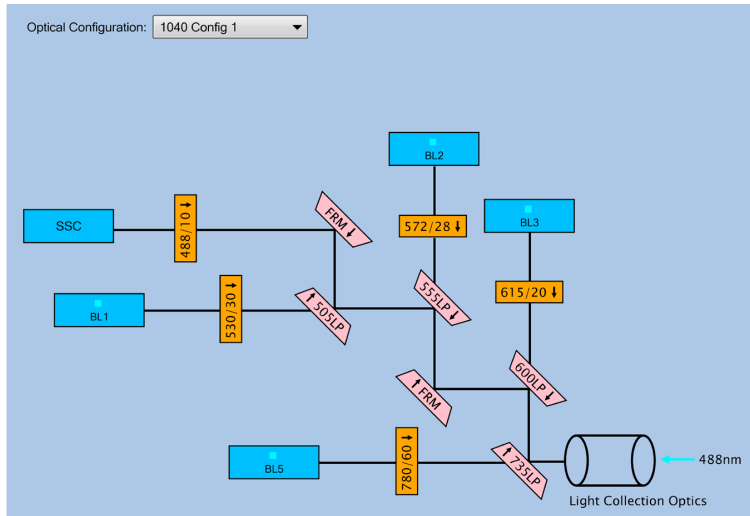 Optical Configuration: 1040 Config 1
BL2
SSC
488/10
FRM
572/28
BL3
BL1
530/30
505LP
555LP
615/20
FRM
600LP
BL5
780/60
735LP
488nm
Light Collection Optics